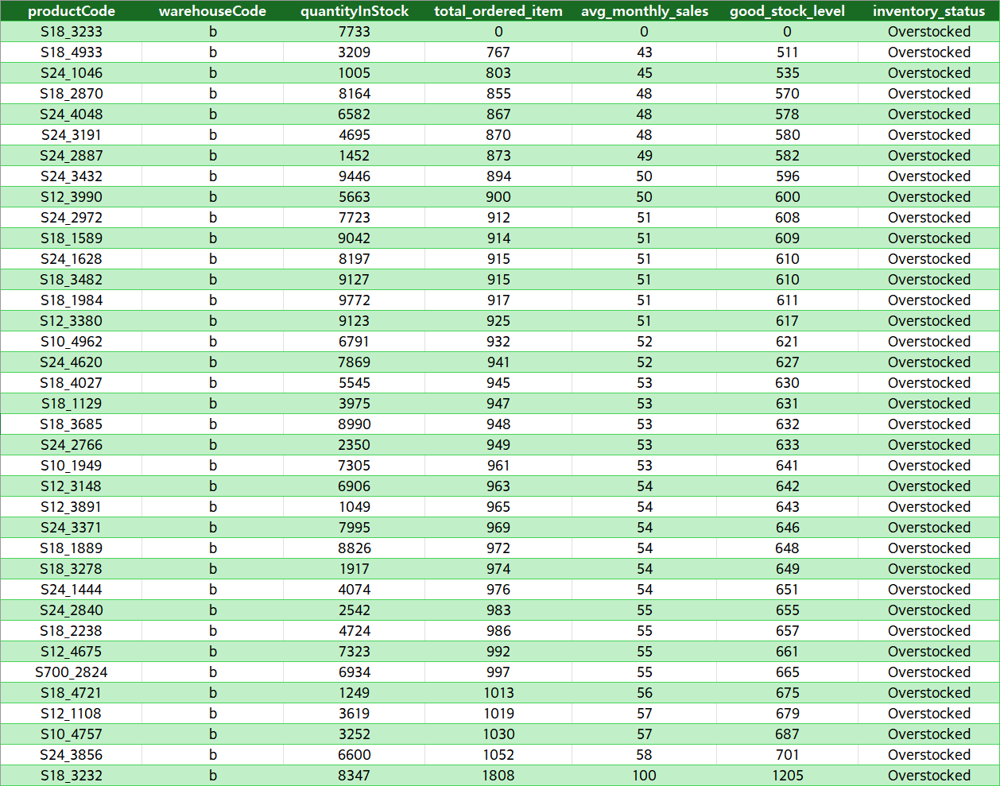 productCode warehouseCode quantityInStock total_ordered_item avg_monthly_sales good_stock_level inventory_status
S18_3233 b 7733 0 0 0 Overstocked
S18_4933 b 3209 767 43 511 Overstocked
S24_1046 b 1005 803 45 535 Overstocked
S18_2870 b 8164 855 48 570 Overstocked
S24_4048 b 6582 867 48 578 Overstocked
S24_3191 b 4695 870 48 580 Overstocked
S24_2887 b 1452 873 49 582 Overstocked
S24_3432 b 9446 894 50 596 Overstocked
S12_3990 b 5663 900 50 600 Overstocked
S24_2972 b 7723 912 51 608 Overstocked
S18_1589 b 9042 914 51 609 Overstocked
S24_1628 b 8197 915 51 610 Overstocked
S18_3482 b 9127 915 51 610 Overstocked
S18_1984 b 9772 917 51 611 Overstocked
S12_3380 b 9123 925 51 617 Overstocked
S10_4962 b 6791 932 52 621 Overstocked
S24_4620 b 7869 941 52 627 Overstocked
S18_4027 b 5545 945 53 630 Overstocked
S18_1129 b 3975 947 53 631 Overstocked
S18_3685 b 8990 948 53 632 Overstocked
S24_2766 b 2350 949 53 633 Overstocked
S10_1949 b 7305 961 53 641 Overstocked
S12_3148 b 6906 963 54 642 Overstocked
S12_3891 b 1049 965 54 643 Overstocked
S24_3371 b 7995 969 54 646 Overstocked
S18_1889 b 8826 972 54 648 Overstocked
S18_3278 b 1917 974 54 649 Overstocked
S24_1444 b 4074 976 54 651 Overstocked
S24_2840 b 2542 983 55 655 Overstocked
S18_2238 b 4724 986 55 657 Overstocked
S12_4675 b 7323 992 55 661 Overstocked
S700_2824 b 6934 997 55 665 Overstocked
S18_4721 b 1249 1013 56 675 Overstocked
S12_1108 b 3619 1019 57 679 Overstocked
S10_4757 b 3252 1030 57 687 Overstocked
S24_3856 b 6600 1052 58 701 Overstocked
S18_3232 b 8347 1808 100 1205 Overstocked